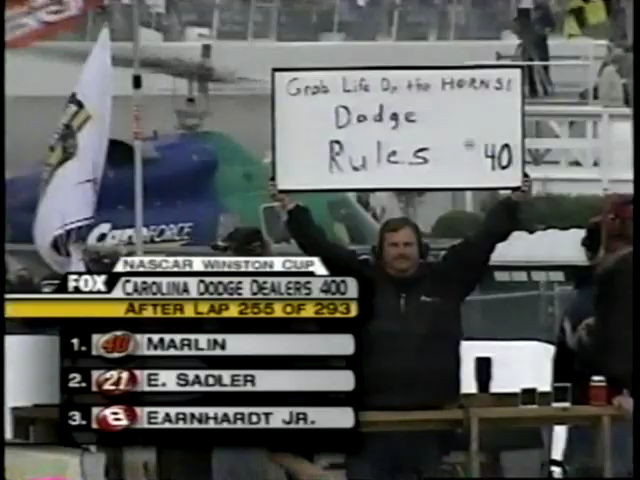 Grab Life By the HORNS!
Dodge
Rules #40
FORCE
NASCAR WINSTON CUP
FOX CAROLINA DODGE DEALERS 400
AFTER LAP 255 OF 293
1. 40 MARLIN
2. 21 E. SADLER
3. 8 EARNHARDT JR.